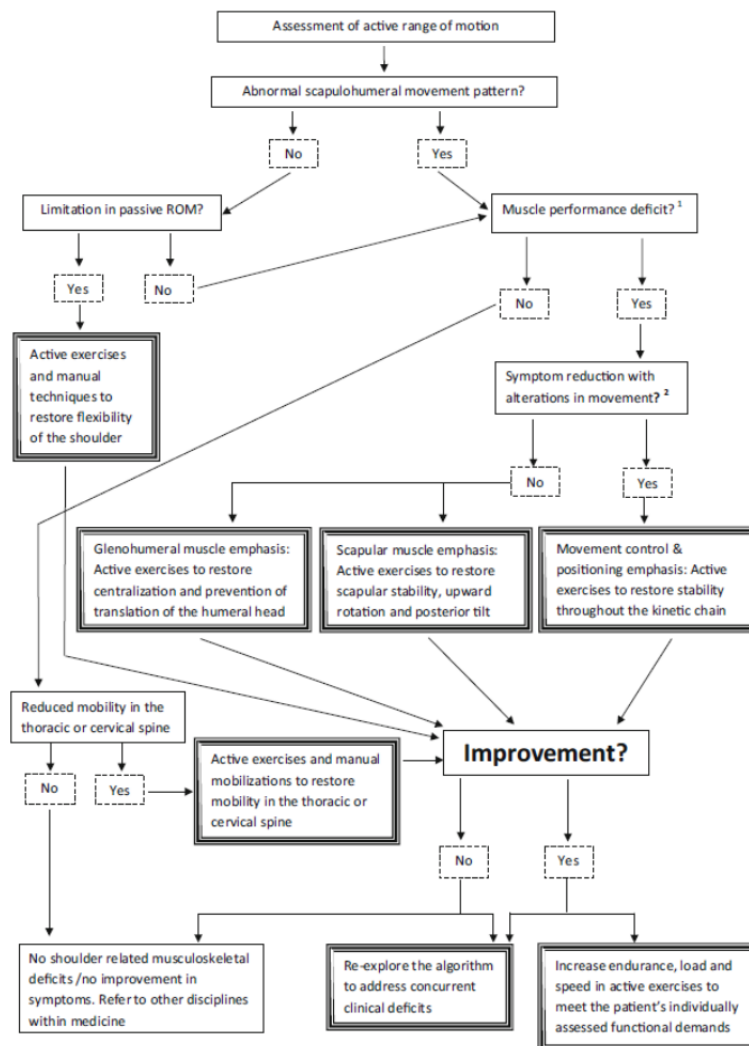 Assessment of active range of motion
Abnormal scapulohumeral movement pattern?
No
Yes
Limitation in passive ROM?
Muscle performance deficit? 1
Yes
No
No
Yes
Active exercises
and manual
techniques to
restore flexibility
of the shoulder
Symptom reduction with
alterations in movement? 2
No
Yes
Glenohumeral muscle emphasis:
Active exercises to restore
centralization and prevention of
translation of the humeral head
Scapular muscle emphasis:
Active exercises to restore
scapular stability, upward
rotation and posterior tilt
Movement control &
positioning emphasis: Active
exercises to restore stability
throughout the kinetic chain
Reduced mobility in the
thoracic or cervical spine
No
Yes
Active exercises and manual
mobilizations to restore
mobility in the thoracic or
cervical spine
Improvement?
No
Yes
No shoulder related musculoskeletal
deficits /no improvement in
symptoms. Refer to other disciplines
within medicine
Re-explore the algorithm
to address concurrent
clinical deficits
Increase endurance, load and
speed in active exercises to
meet the patient's individually
assessed functional demands